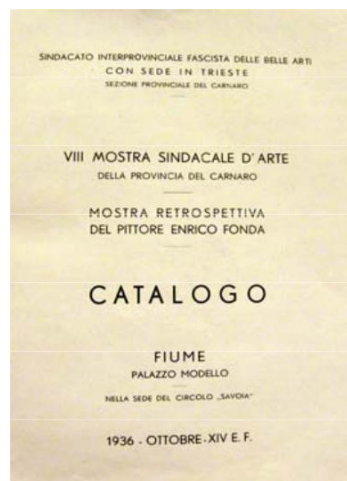 SINDACATO INTERPROVINCIALE FASCISTA DELLE BELLE ARTI
CON SEDE IN TRIESTE
SEZIONE PROVINCIALE DEL CARNARO
VIII MOSTRA SINDACALE D'ARTE
DELLA PROVINCIA DEL CARNARO
MOSTRA RETROSPETTIVA
DEL PITTORE ENRICO FONDA
CATALOGO
FIUME
PALAZZO MODELLO
NELLA SEDE DEL CIRCOLO „SAVOIA"
1936 - OTTOBRE - XIV E. F.